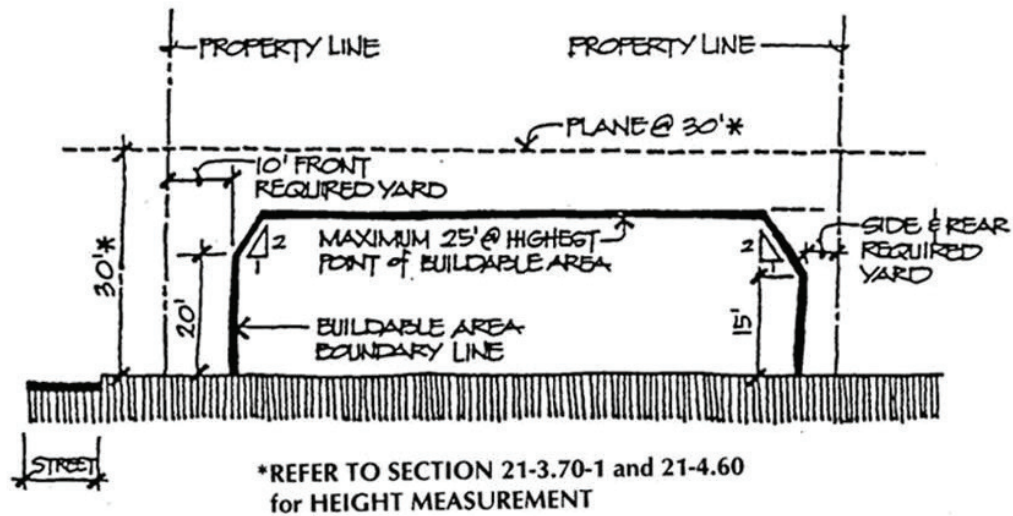 PROPERTY LINE
PROPERTY LINE
PLANE @ 30'*
10' FRONT
REQUIRED YARD
30'*
2
1
MAXIMUM 25' @ HIGHEST
POINT of BUILDABLE AREA
2
1
SIDE & REAR
REQUIRED
YARD
20'
BUILDABLE AREA
BOUNDARY LINE
15'
STREET
*REFER TO SECTION 21-3.70-1 and 21-4.60
for HEIGHT MEASUREMENT